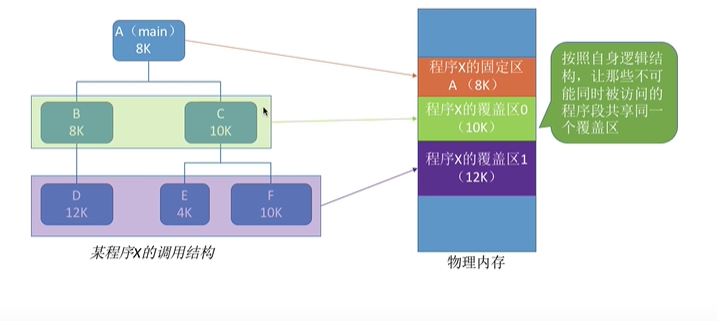 A（main）
8K
B
8K
C
10K
D
12K
E
4K
F
10K
某程序X的调用结构
程序X的固定区
A （8K）
程序X的覆盖区0
（10K）
程序X的覆盖区1
（12K）
物理内存
按照自身逻辑结
构，让那些不可
能同时被访问的
程序段共享同一
个覆盖区